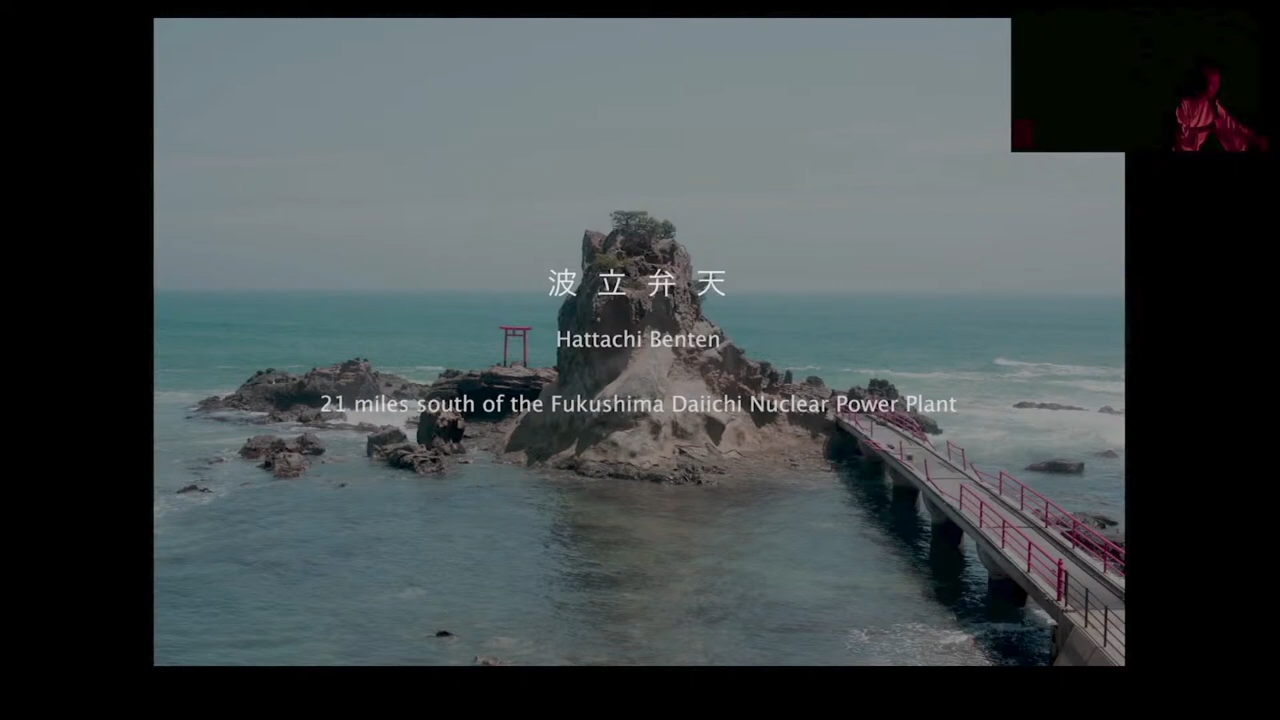 波立弁天
Hattachi Benten
21 miles south of the Fukushima Daiichi Nuclear Power Plant